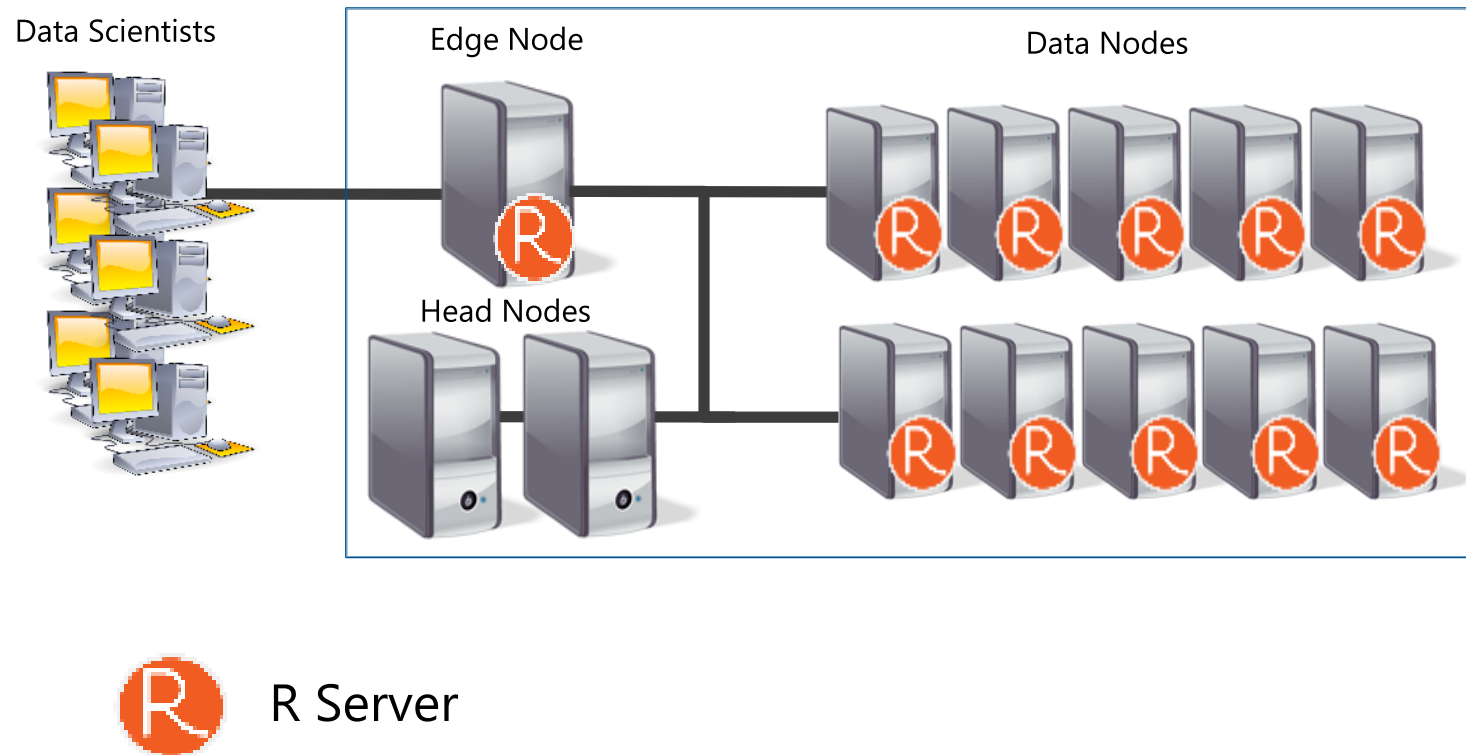 Data Scientists
Edge Node
Data Nodes
R
R
R
R
R
R
Head Nodes
R
R
R
R
R
R
R Server